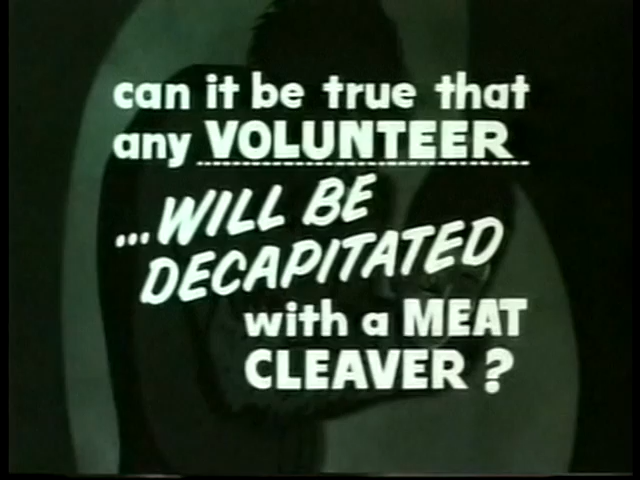 can it be true that
any VOLUNTEER
...WILL BE
DECAPITATED
with a MEAT
CLEAVER ?